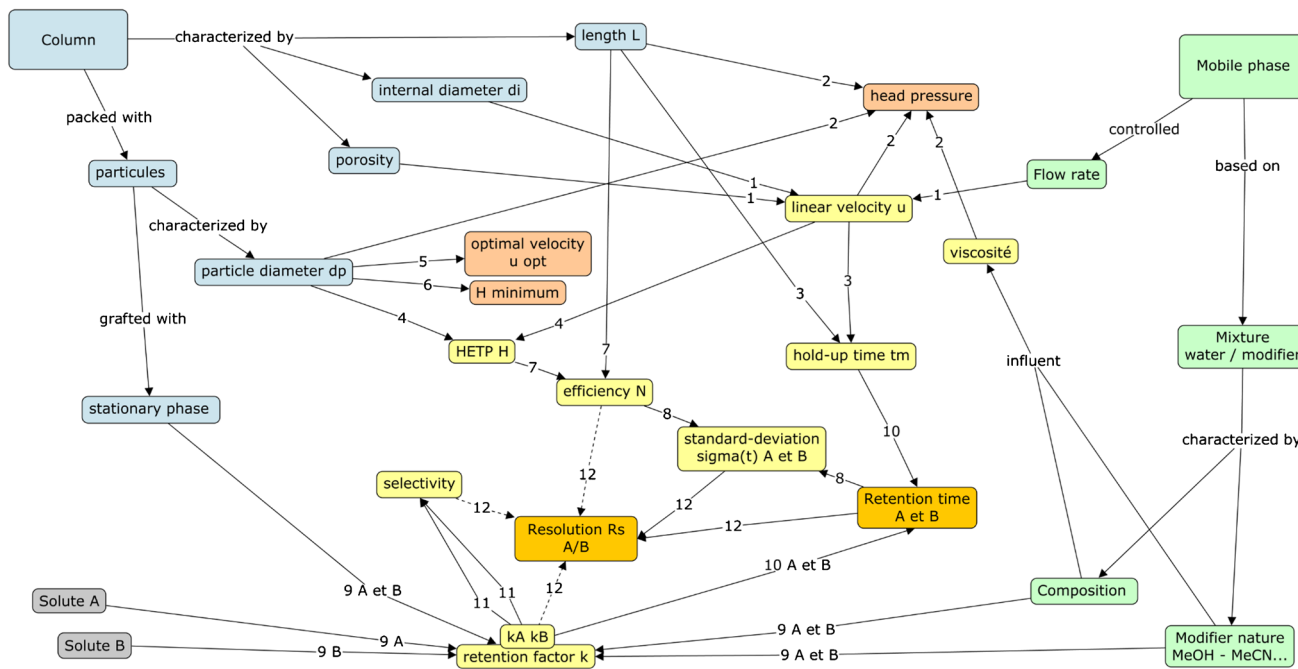 Column
characterized by
length L
Mobile phase
2
internal diameter di
head pressure
packed with
2
controlled
2
2
porosity
based on
particules
Flow rate
1
1
1
linear velocity u
characterized by
optimal velocity
u opt
viscosité
5
particle diameter dp
6
H minimum
3
3
grafted with
4
4
Mixture
water / modifier
HETP H
7
hold-up time tm
influent
7
efficiency N
stationary phase
8
10
standard-deviation
sigma(t) A et B
characterized by
12
8
selectivity
12
12
Retention time
A et B
12
Resolution Rs
A/B
10 A et B
9 A et B
12
11
11
Composition
Solute A
9 A et B
kA kB
9 A
Solute B
9 B
retention factor k
9 A et B
Modifier nature
MeOH - MeCN...